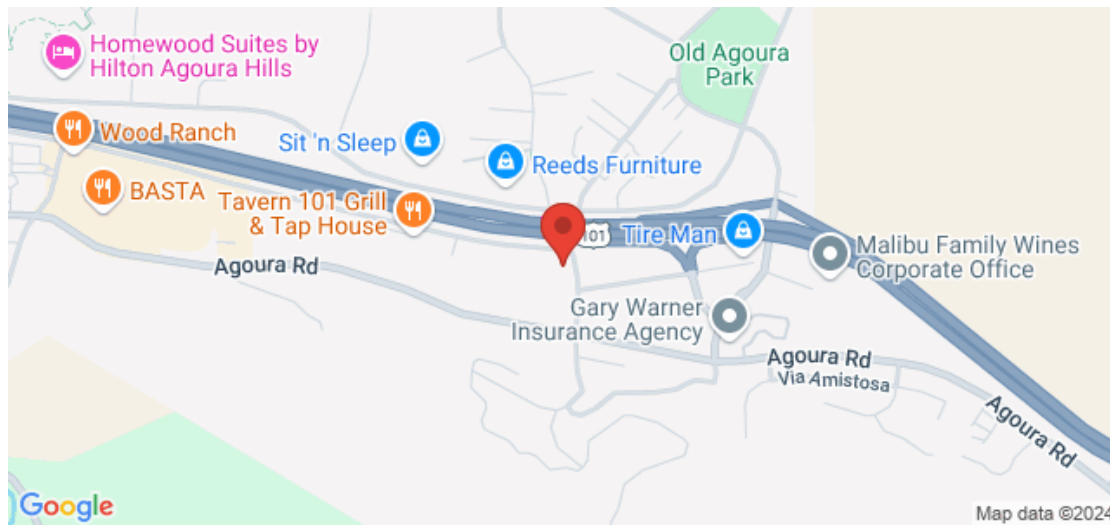 Homewood Suites by
Hilton Agoura Hills
Old Agoura
Park
Wood Ranch
Sit 'n Sleep
Reeds Furniture
BASTA
Tavern 101 Grill
& Tap House
101
Tire Man
Malibu Family Wines
Corporate Office
Agoura Rd
Gary Warner
Insurance Agency
Agoura Rd
Via Amistosa
Agoura Rd
Google
Map data ©2024